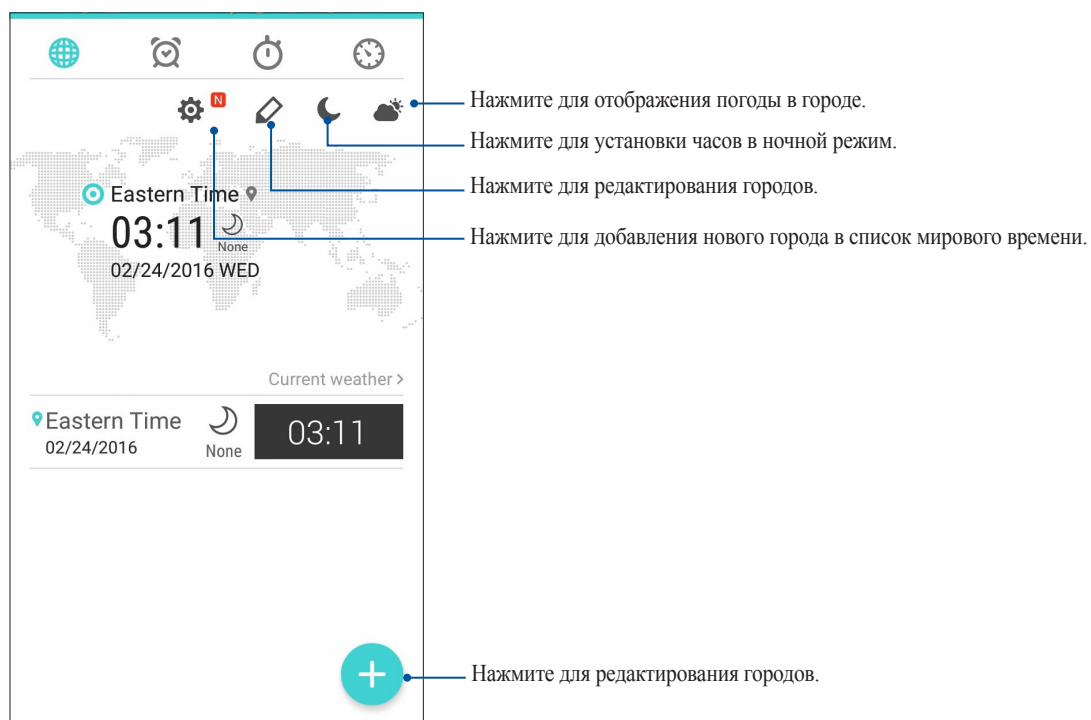 N
Нажмите для отображения погоды в городе.
Нажмите для установки часов в ночной режим.
Нажмите для редактирования городов.
Eastern Time
Нажмите для добавления нового города в список мирового времени.
03:11
None
02/24/2016 WED
Current weather >
Eastern Time
03:11
02/24/2016
None
Нажмите для редактирования городов.